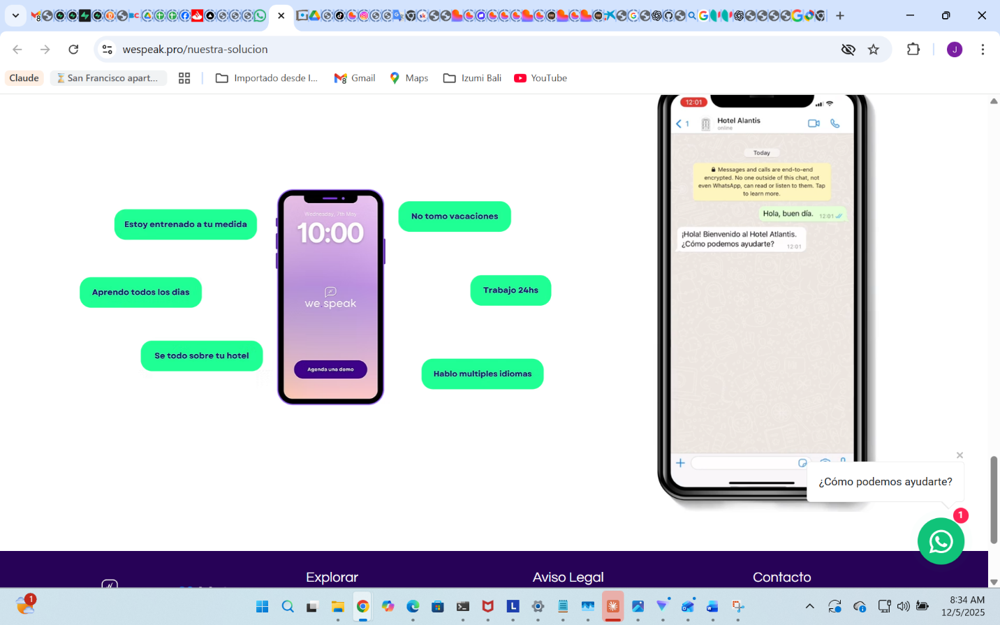 wespeak.pro/nuestra-solucion
J
Claude
⏳San Francisco apart...
Importado desde I...
Gmail
Maps
Izumi Bali
YouTube
12:01
1
Hotel Alantis
online
Today
Messages and calls are end-to-end
encrypted. No one outside of this chat, not
even WhatsApp, can read or listen to them. Tap
to learn more.
Hola, buen día.
12:01
¡Hola! Bienvenido al Hotel Atlantis.
¿Cómo podemos ayudarte?
12:01
Estoy entrenado a tu medida
Aprendo todos los dias
Se todo sobre tu hotel
Wednesday, 7th May
10:00
we.speak
Agenda una demo
No tomo vacaciones
Trabajo 24hs
Hablo multiples idiomas
¿Cómo podemos ayudarte?
1
Explorar
Aviso Legal
Contacto
1
8:34 AM
12/5/2025